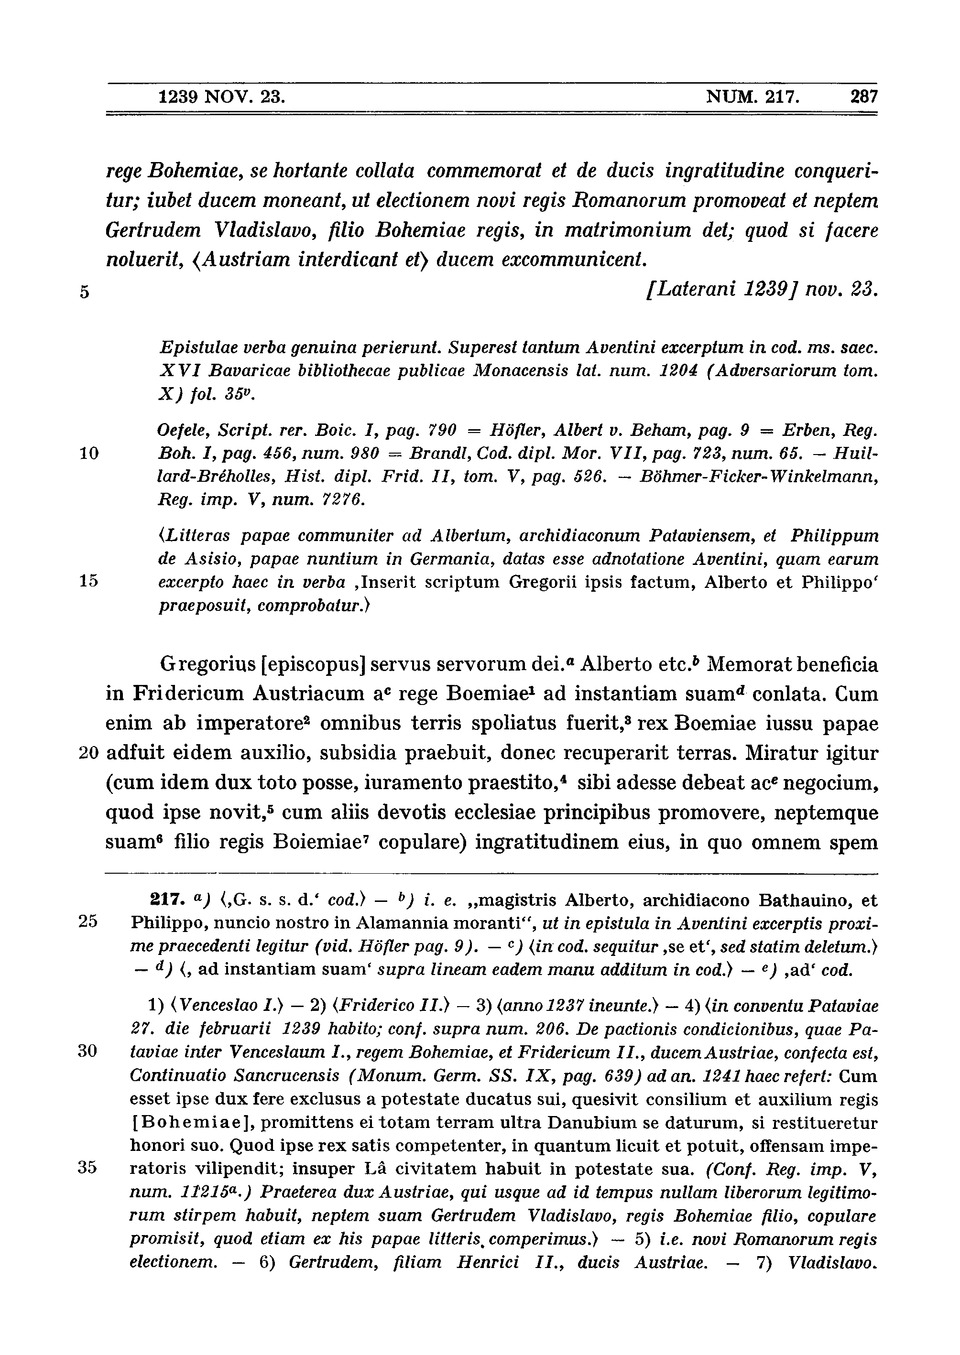 1239 NOV. 23. NUM. 217. 287
rege Bohemiae, se hortante collata commemorat et de ducis ingratitudine conqueri-
tur; iubet ducem moneant, ut electionem novi regis Romanorum promoveat et neptem
Gertrudem Vladislavo, filio Bohemiae regis, in matrimonium det; quod si facere
noluerit, ⟨Austriam interdicant et⟩ ducem excommunicent.
5 [Laterani 1239] nov. 23.
Epistulae verba genuina perierunt. Superest tantum Aventini excerptum in cod. ms. saec.
XVI Bavaricae bibliothecae publicae Monacensis lat. num. 1204 (Adversariorum tom.
X) fol. 35ᵛ.
Oefele, Script. rer. Boic. I, pag. 790 = Höfler, Albert v. Beham, pag. 9 = Erben, Reg.
10 Boh. I, pag. 456, num. 980 = Brandl, Cod. dipl. Mor. VII, pag. 723, num. 65. — Huil-
lard-Bréholles, Hist. dipl. Frid. II, tom. V, pag. 526. — Böhmer-Ficker-Winkelmann,
Reg. imp. V, num. 7276.
⟨Litteras papae communiter ad Albertum, archidiaconum Pataviensem, et Philippum
de Asisio, papae nuntium in Germania, datas esse adnotatione Aventini, quam earum
15 excerpto haec in verba ‚Inserit scriptum Gregorii ipsis factum, Alberto et Philippo‘
praeposuit, comprobatur.⟩
Gregorius [episcopus] servus servorum dei.ᵃ Alberto etc.ᵇ Memorat beneficia
in Fridericum Austriacum aᶜ rege Boemiae¹ ad instantiam suamᵈ conlata. Cum
enim ab imperatore² omnibus terris spoliatus fuerit,³ rex Boemiae iussu papae
20 adfuit eidem auxilio, subsidia praebuit, donec recuperarit terras. Miratur igitur
(cum idem dux toto posse, iuramento praestito,⁴ sibi adesse debeat acᵉ negocium,
quod ipse novit,⁵ cum aliis devotis ecclesiae principibus promovere, neptemque
suam⁶ filio regis Boiemiae⁷ copulare) ingratitudinem eius, in quo omnem spem
217. ᵃ) ⟨‚G. s. s. d.‘ cod.⟩ — ᵇ) i. e. „magistris Alberto, archidiacono Bathauino, et
25 Philippo, nuncio nostro in Alamannia moranti“, ut in epistula in Aventini excerptis proxi-
me praecedenti legitur (vid. Höfler pag. 9). — ᶜ) ⟨in cod. sequitur ‚se et‘, sed statim deletum.⟩
— ᵈ) ⟨‚ ad instantiam suam‘ supra lineam eadem manu additum in cod.⟩ — ᵉ) ‚ad‘ cod.
1) ⟨Venceslao I.⟩ — 2) ⟨Friderico II.⟩ — 3) ⟨anno 1237 ineunte.⟩ — 4) ⟨in conventu Pataviae
27. die februarii 1239 habito; conf. supra num. 206. De pactionis condicionibus, quae Pa-
30 taviae inter Venceslaum I., regem Bohemiae, et Fridericum II., ducem Austriae, confecta est,
Continuatio Sancrucensis (Monum. Germ. SS. IX, pag. 639) ad an. 1241 haec refert: Cum
esset ipse dux fere exclusus a potestate ducatus sui, quesivit consilium et auxilium regis
[Bohemiae], promittens ei totam terram ultra Danubium se daturum, si restitueretur
honori suo. Quod ipse rex satis competenter, in quantum licuit et potuit, offensam impe-
35 ratoris vilipendit; insuper Lâ civitatem habuit in potestate sua. (Conf. Reg. imp. V,
num. 11215ᵃ.) Praeterea dux Austriae, qui usque ad id tempus nullam liberorum legitimo-
rum stirpem habuit, neptem suam Gertrudem Vladislavo, regis Bohemiae filio, copulare
promisit, quod etiam ex his papae litteris comperimus.⟩ — 5) i.e. novi Romanorum regis
electionem. — 6) Gertrudem, filiam Henrici II., ducis Austriae. — 7) Vladislavo.